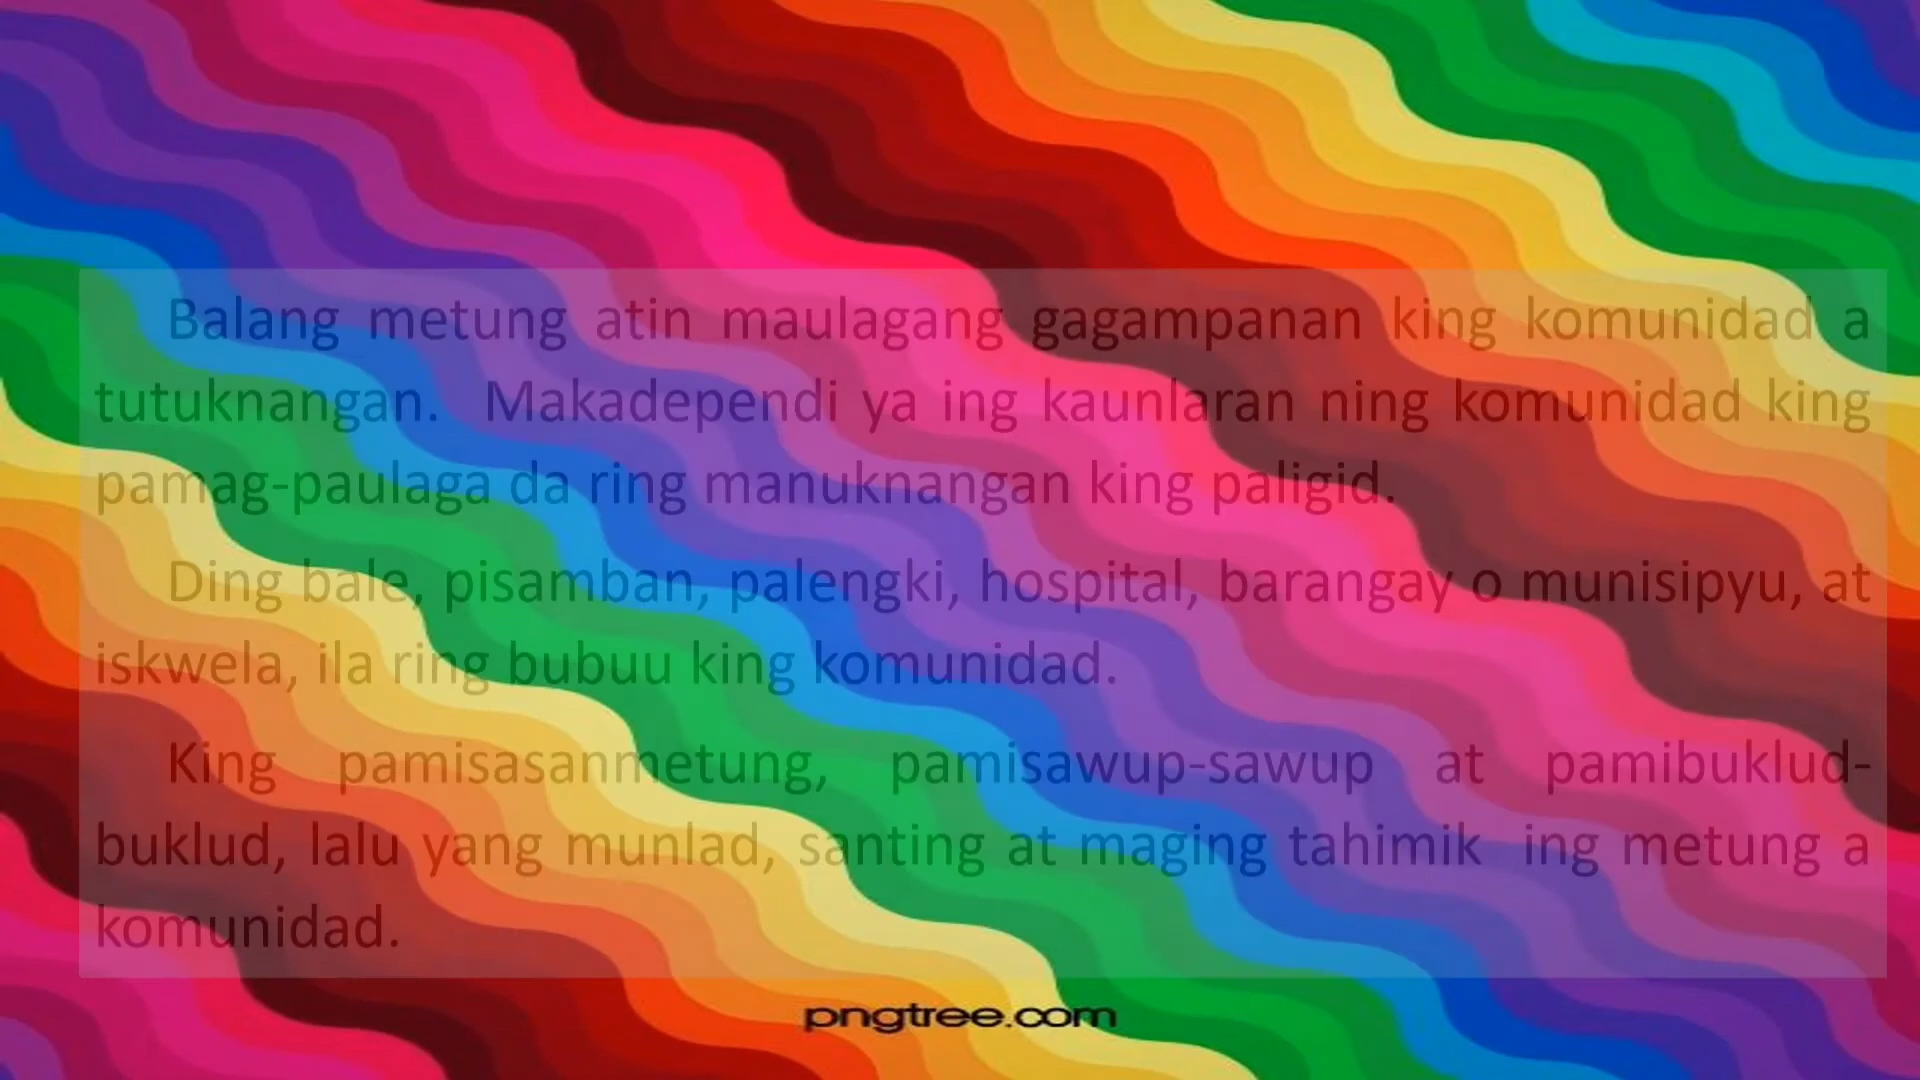 Balang metung atin maulagang gagampanan king komunidad a
tutuknangan. Makadependi ya ing kaunlaran ning komunidad king
pamag-paulaga da ring manuknangan king paligid.
Ding bale, pisamban, palengki, hospital, barangay o munisipyu, at
iskwela, ila ring bubuu king komunidad.
King pamisasanmetung, pamisawup-sawup at pamibuklud-
buklud, lalu yang munlad, santing at maging tahimik ing metung a
komunidad.
pngtree.com